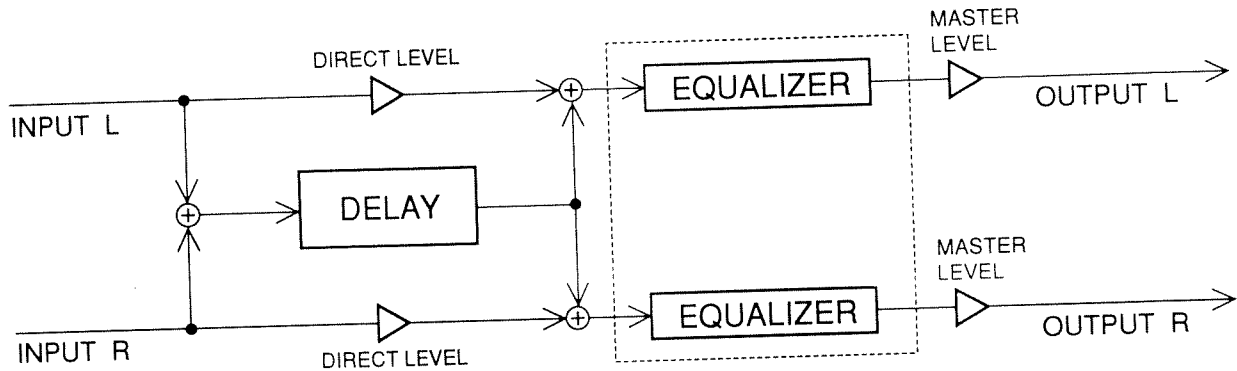 MASTER
LEVEL
DIRECT LEVEL
EQUALIZER
INPUT L
OUTPUT L
DELAY
MASTER
LEVEL
EQUALIZER
INPUT R
DIRECT LEVEL
OUTPUT R